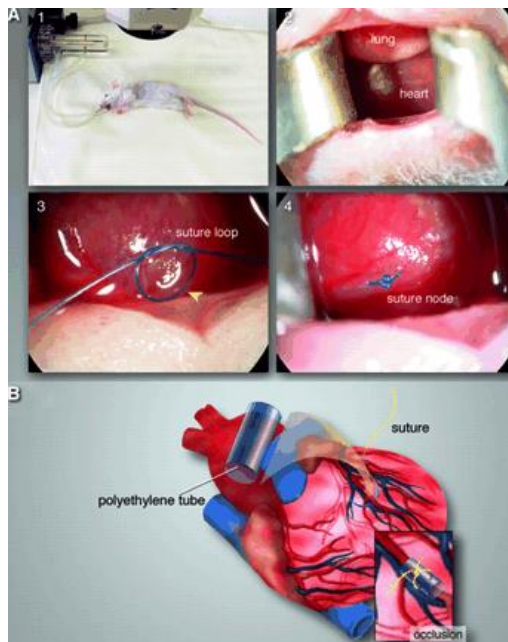 A
1
2
lung
heart
3
suture loop
4
suture node
B
suture
polyethylene tube
occlusion